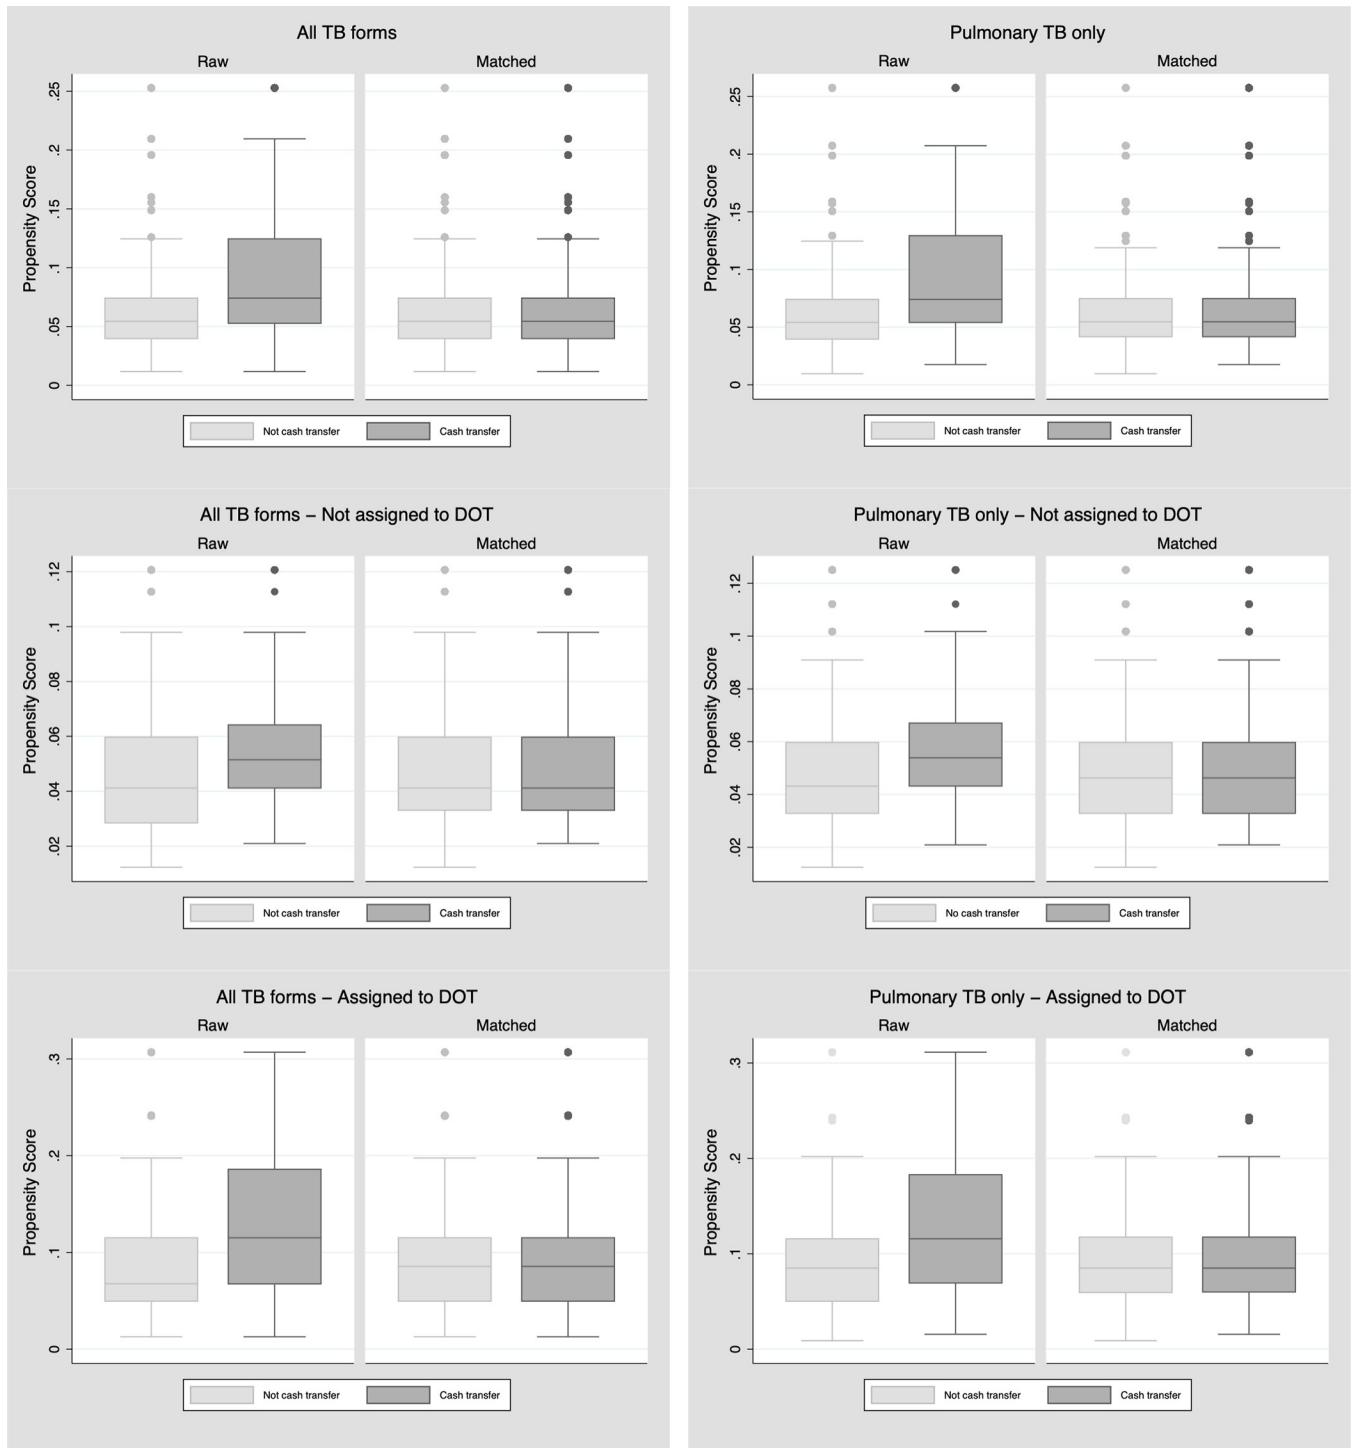 All TB forms
Raw
Matched
Propensity Score
.25
.2
.15
.1
.05
0
Not cash transfer
Cash transfer
Pulmonary TB only
Raw
Matched
Propensity Score
.25
.2
.15
.1
.05
0
Not cash transfer
Cash transfer
All TB forms – Not assigned to DOT
Raw
Matched
Propensity Score
.12
.1
.08
.06
.04
.02
Not cash transfer
Cash transfer
Pulmonary TB only – Not assigned to DOT
Raw
Matched
Propensity Score
.12
.1
.08
.06
.04
.02
No cash transfer
Cash transfer
All TB forms – Assigned to DOT
Raw
Matched
Propensity Score
.3
.2
.1
0
Not cash transfer
Cash transfer
Pulmonary TB only – Assigned to DOT
Raw
Matched
Propensity Score
.3
.2
.1
0
Not cash transfer
Cash transfer